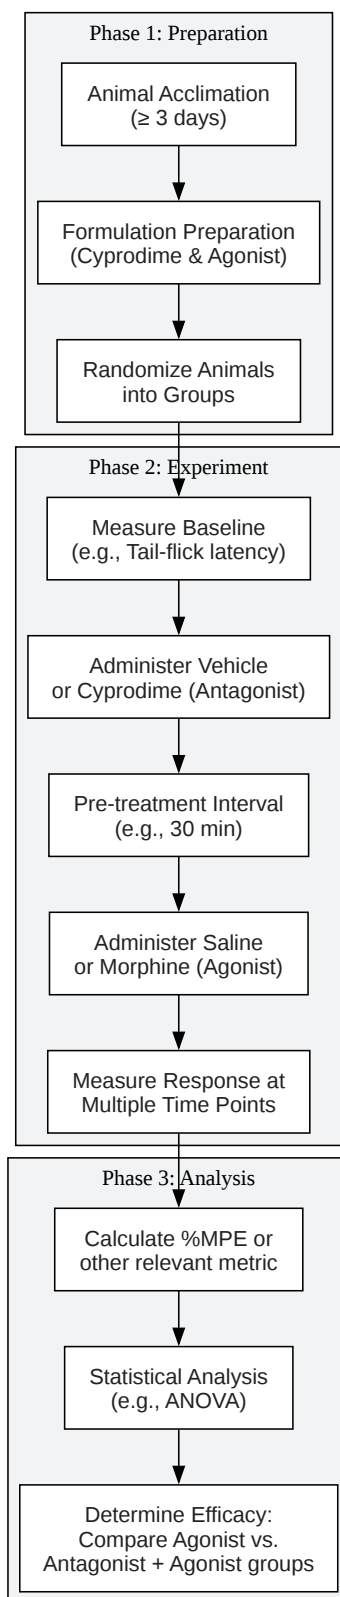 Phase 1: Preparation
Animal Acclimation
(≥ 3 days)
Formulation Preparation
(Cyprodime & Agonist)
Randomize Animals
into Groups
Phase 2: Experiment
Measure Baseline
(e.g., Tail-flick latency)
Administer Vehicle
or Cyprodime (Antagonist)
Pre-treatment Interval
(e.g., 30 min)
Administer Saline
or Morphine (Agonist)
Measure Response at
Multiple Time Points
Phase 3: Analysis
Calculate %MPE or
other relevant metric
Statistical Analysis
(e.g., ANOVA)
Determine Efficacy:
Compare Agonist vs.
Antagonist + Agonist groups